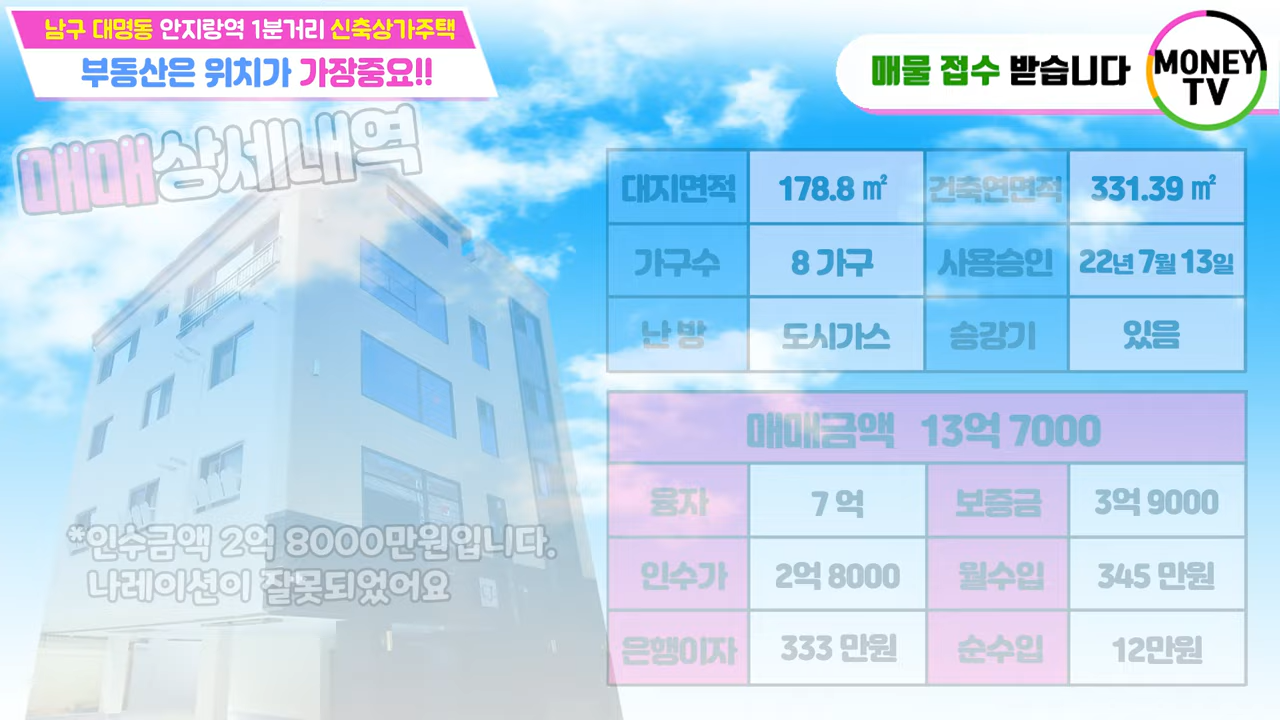 남구 대명동 안지랑역 1분거리 신축상가주택
부동산은 위치가 가장중요!!
매물 접수 받습니다
MONEY
TV
매매상세내역
대지면적 178.8 ㎡ 건축연면적 331.39 ㎡
가구수 8 가구 사용승인 22년 7월 13일
난 방 도시가스 승강기 있음
매매금액 13억 7000
융자 7 억 보증금 3억 9000
인수가 2억 8000 월수입 345 만원
은행이자 333 만원 순수입 12만원
*인수금액 2억 8000만원입니다.
나레이션이 잘못되었어요